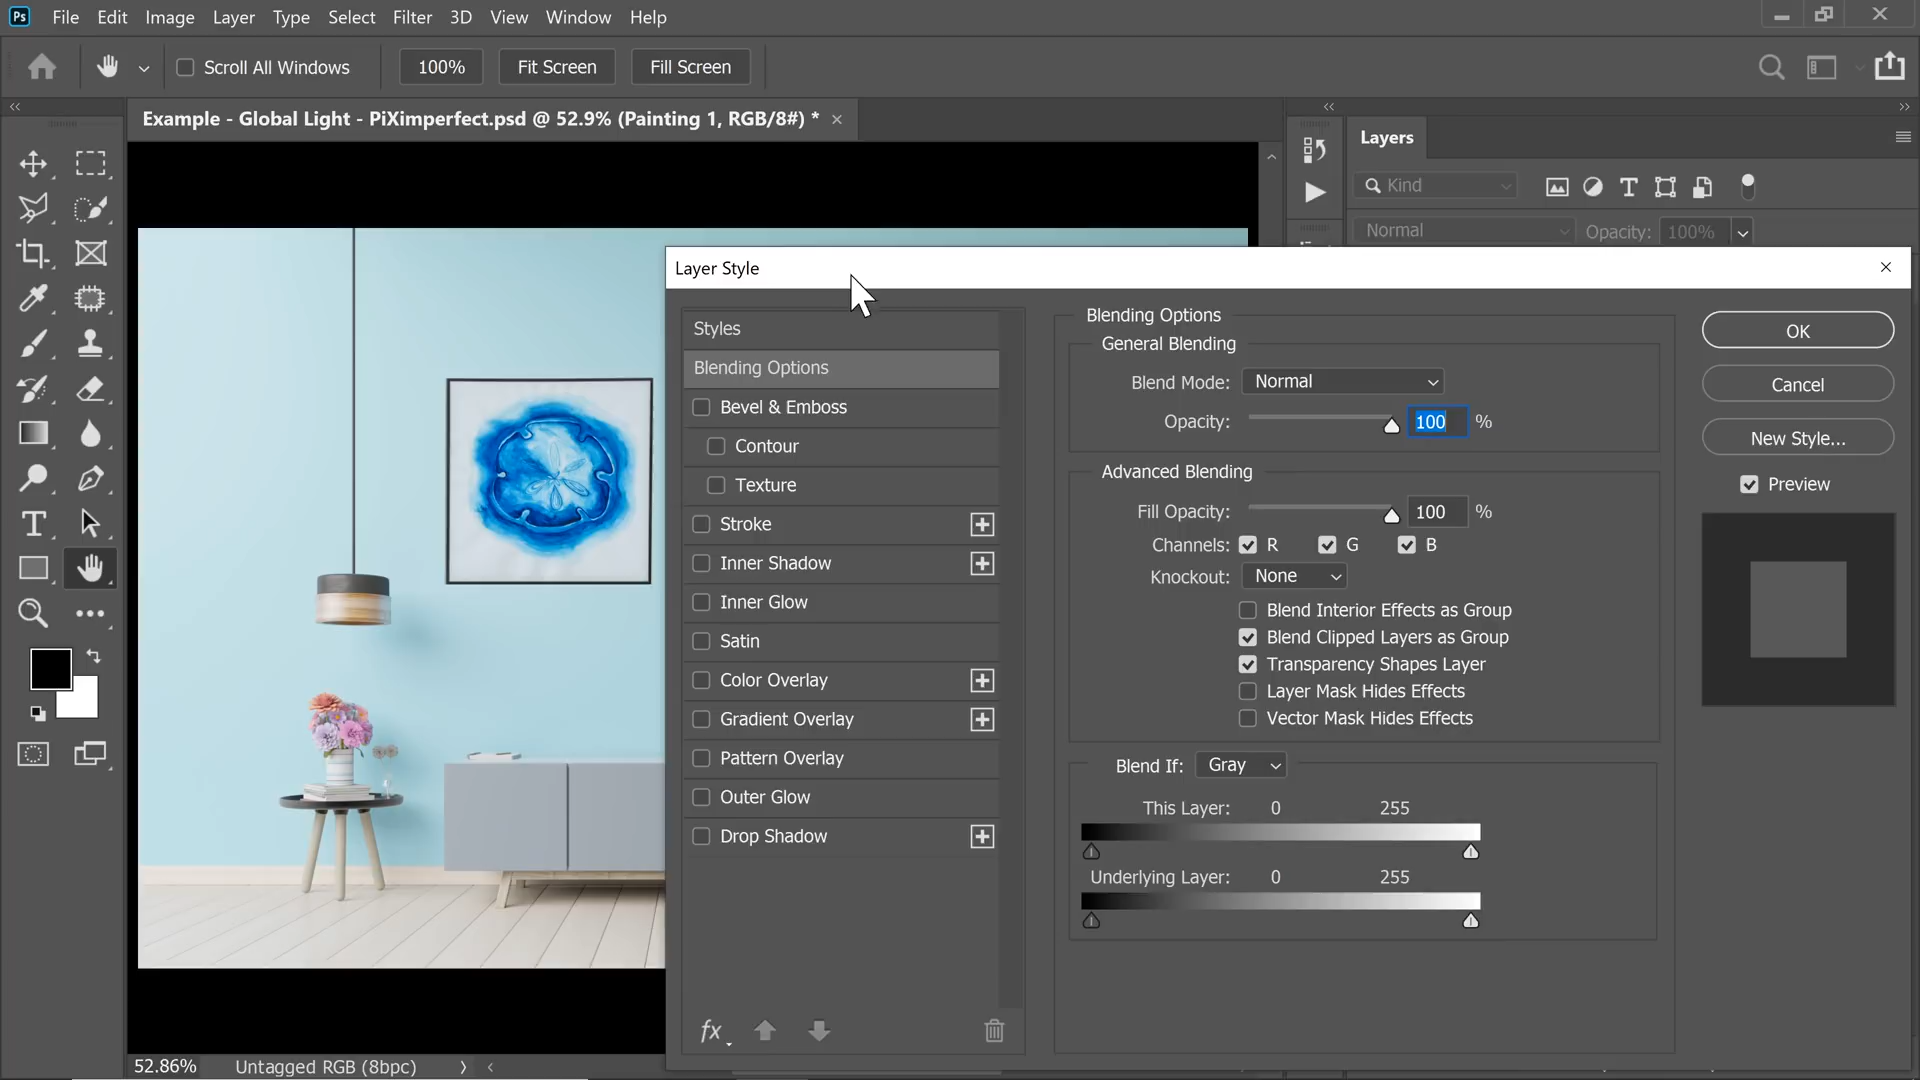 Ps File Edit Image Layer Type Select Filter 3D View Window Help
Scroll All Windows 100% Fit Screen Fill Screen
Example - Global Light - PiXimperfect.psd @ 52.9% (Painting 1, RGB/8#) *
Layers
Kind
Normal Opacity: 100%
Layer Style
Styles
Blending Options
Bevel & Emboss
Contour
Texture
Stroke
Inner Shadow
Inner Glow
Satin
Color Overlay
Gradient Overlay
Pattern Overlay
Outer Glow
Drop Shadow
fx
Blending Options
General Blending
Blend Mode: Normal
Opacity: 100 %
Advanced Blending
Fill Opacity: 100 %
Channels: R G B
Knockout: None
Blend Interior Effects as Group
Blend Clipped Layers as Group
Transparency Shapes Layer
Layer Mask Hides Effects
Vector Mask Hides Effects
Blend If: Gray
This Layer: 0 255
Underlying Layer: 0 255
OK
Cancel
New Style...
Preview
52.86% Untagged RGB (8bpc)